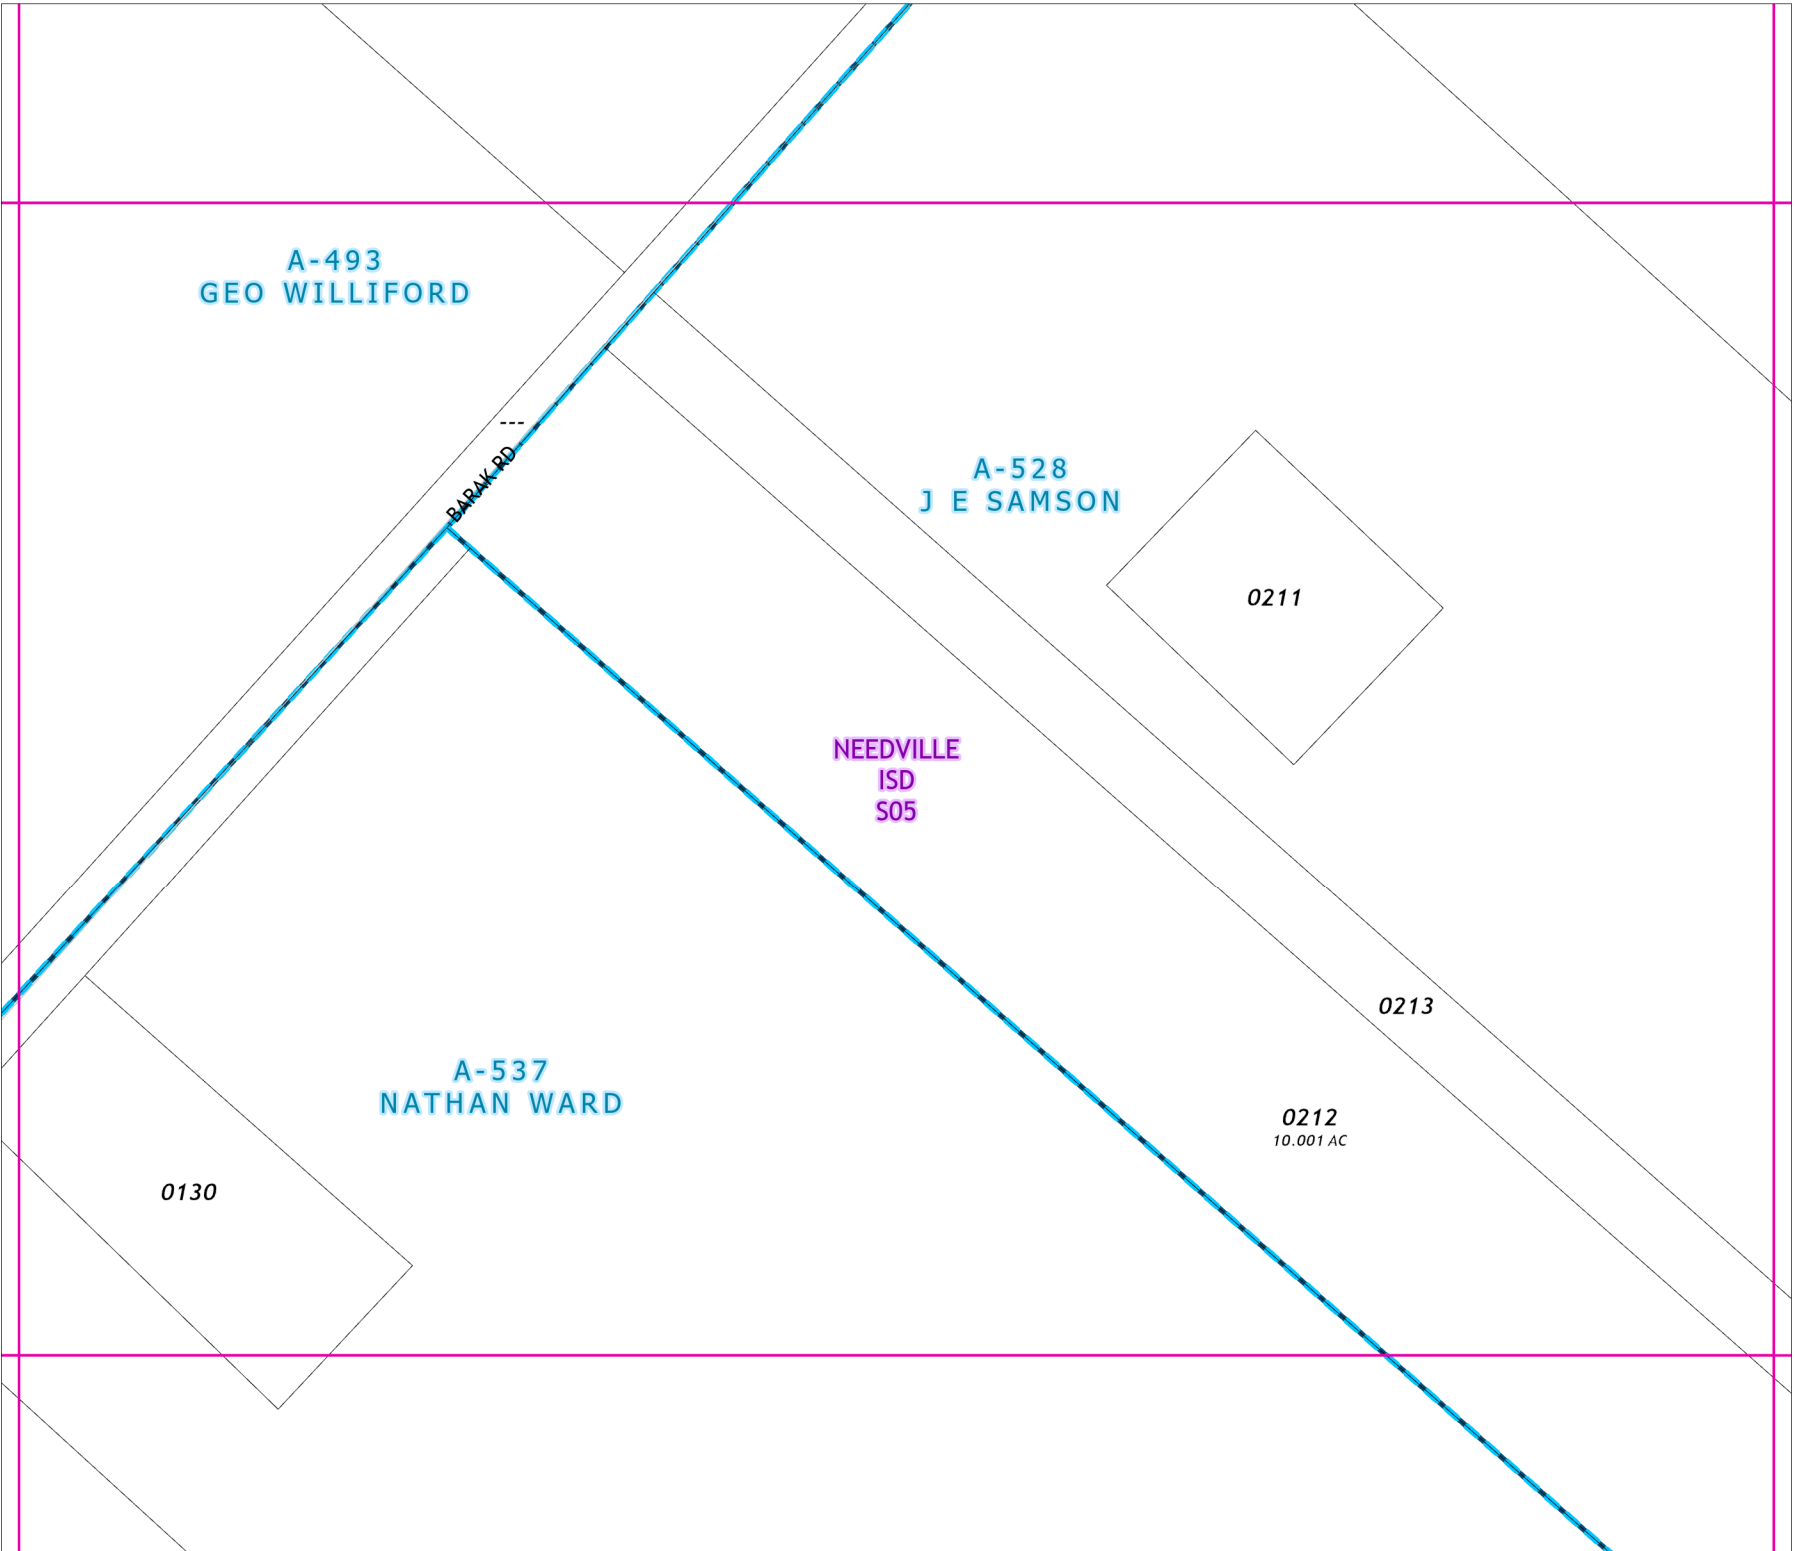 A-493
GEO WILLIFORD
---
BARAK RD
A-528
J E SAMSON
0211
NEEDVILLE
ISD
S05
0213
A-537
NATHAN WARD
0212
10.001 AC
0130